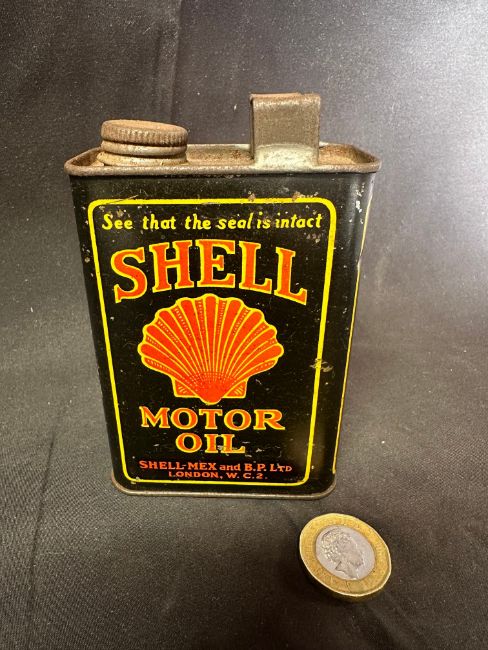 See that the seal is intact
SHELL
MOTOR
OIL
SHELL-MEX and B.P. LTD
LONDON, W.C.2.